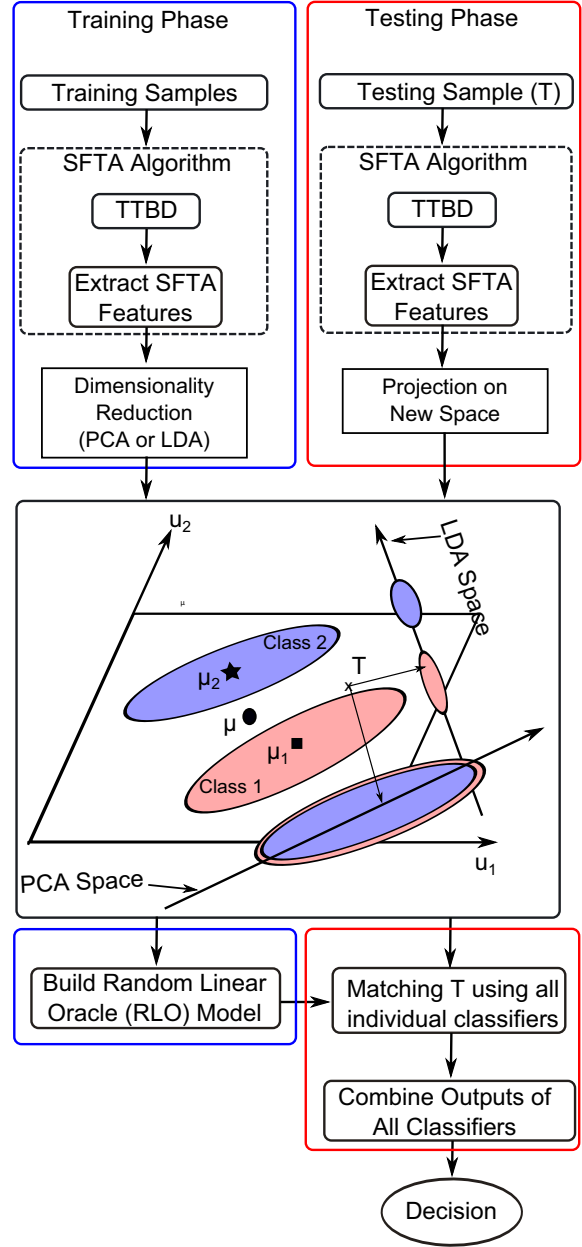 Training Phase
Training Samples
SFTA Algorithm
TTBD
Extract SFTA
Features
Dimensionality
Reduction
(PCA or LDA)
Testing Phase
Testing Sample (T)
SFTA Algorithm
TTBD
Extract SFTA
Features
Projection on
New Space
u₂
LDA Space
μ
Class 2
μ₂
T
μ
μ₁
Class 1
u₁
PCA Space
Build Random Linear
Oracle (RLO) Model
Matching T using all
individual classifiers
Combine Outputs of
All Classifiers
Decision